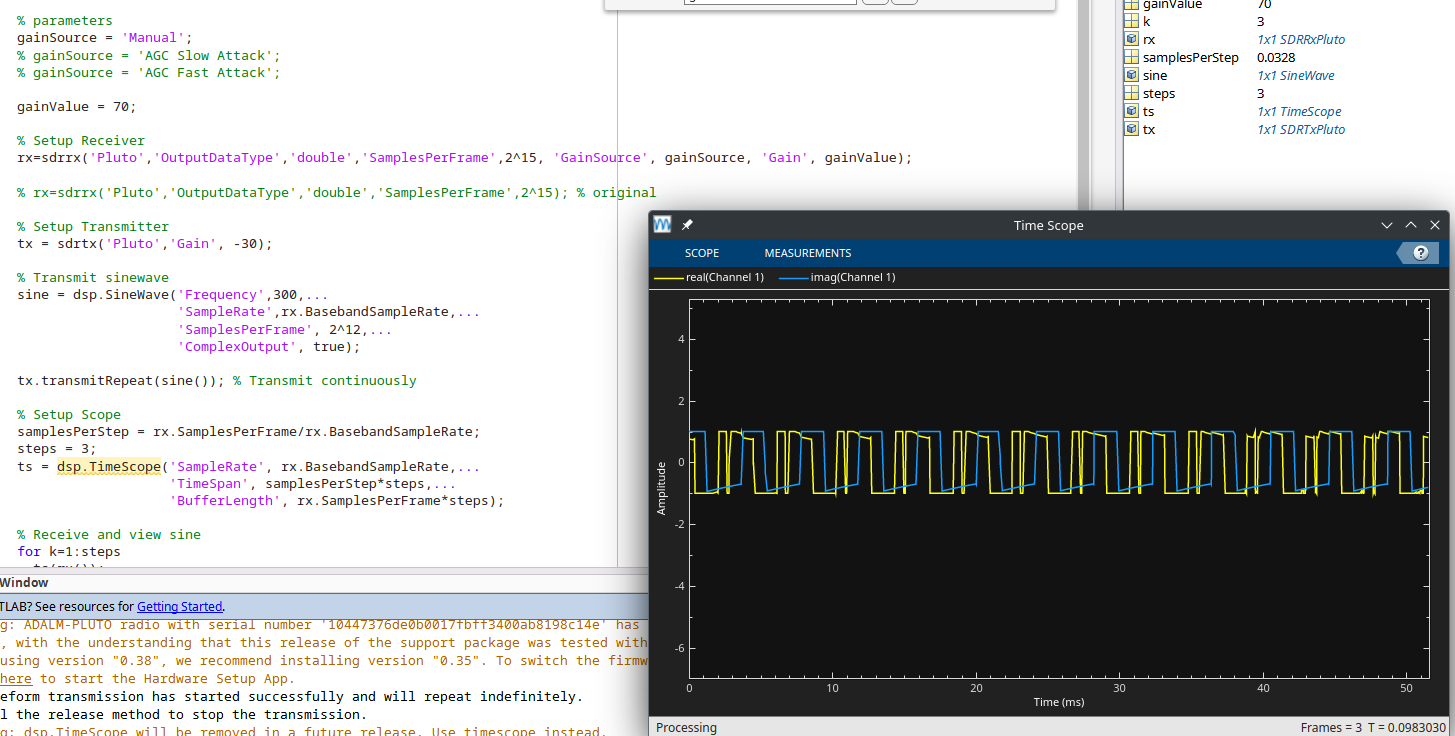 % parameters
gainSource = 'Manual';
% gainSource = 'AGC Slow Attack';
% gainSource = 'AGC Fast Attack';
gainValue = 70;
% Setup Receiver
rx=sdrrx('Pluto','OutputDataType','double','SamplesPerFrame',2^15, 'GainSource', gainSource, 'Gain', gainValue);
% rx=sdrrx('Pluto','OutputDataType','double','SamplesPerFrame',2^15); % original
% Setup Transmitter
tx = sdrtx('Pluto','Gain', -30);
% Transmit sinewave
sine = dsp.SineWave('Frequency',300,...
'SampleRate',rx.BasebandSampleRate,...
'SamplesPerFrame', 2^12,...
'ComplexOutput', true);
tx.transmitRepeat(sine()); % Transmit continuously
% Setup Scope
samplesPerStep = rx.SamplesPerFrame/rx.BasebandSampleRate;
steps = 3;
ts = dsp.TimeScope('SampleRate', rx.BasebandSampleRate,...
'TimeSpan', samplesPerStep*steps,...
'BufferLength', rx.SamplesPerFrame*steps);
% Receive and view sine
for k=1:steps
Window
TLAB? See resources for Getting Started.
g: ADALM-PLUTO radio with serial number '10447376de0b0017fbff3400ab8198c14e' has
, with the understanding that this release of the support package was tested with
using version "0.38", we recommend installing version "0.35". To switch the firmw
here to start the Hardware Setup App.
eform transmission has started successfully and will repeat indefinitely.
l the release method to stop the transmission.
g: dsp.TimeScope will be removed in a future release. Use timescope instead.
gainValue 70
k 3
rx 1x1 SDRRxPluto
samplesPerStep 0.0328
sine 1x1 SineWave
steps 3
ts 1x1 TimeScope
tx 1x1 SDRTxPluto
Time Scope
SCOPE MEASUREMENTS ?
real(Channel 1) imag(Channel 1)
4
2
0
-2
-4
-6
Amplitude
0 10 20 30 40 50
Time (ms)
Processing Frames = 3 T = 0.0983030